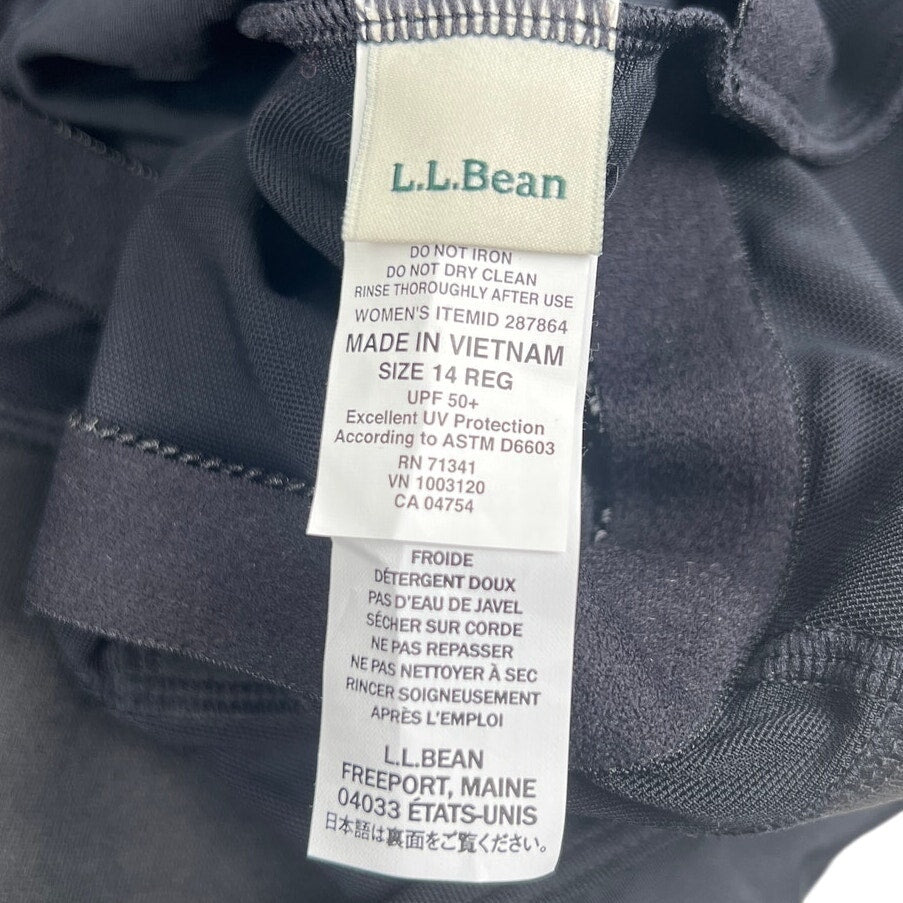 L.L.Bean
DO NOT IRON
DO NOT DRY CLEAN
RINSE THOROUGHLY AFTER USE
WOMEN'S ITEMID 287864
MADE IN VIETNAM
SIZE 14 REG
UPF 50+
Excellent UV Protection
According to ASTM D6603
RN 71341
VN 1003120
CA 04754
FROIDE
DÉTERGENT DOUX
PAS D'EAU DE JAVEL
SÉCHER SUR CORDE
NE PAS REPASSER
NE PAS NETTOYER À SEC
RINCER SOIGNEUSEMENT
APRÈS L'EMPLOI
L.L.BEAN
FREEPORT, MAINE
04033 ÉTATS-UNIS
日本語は裏面をご覧ください。